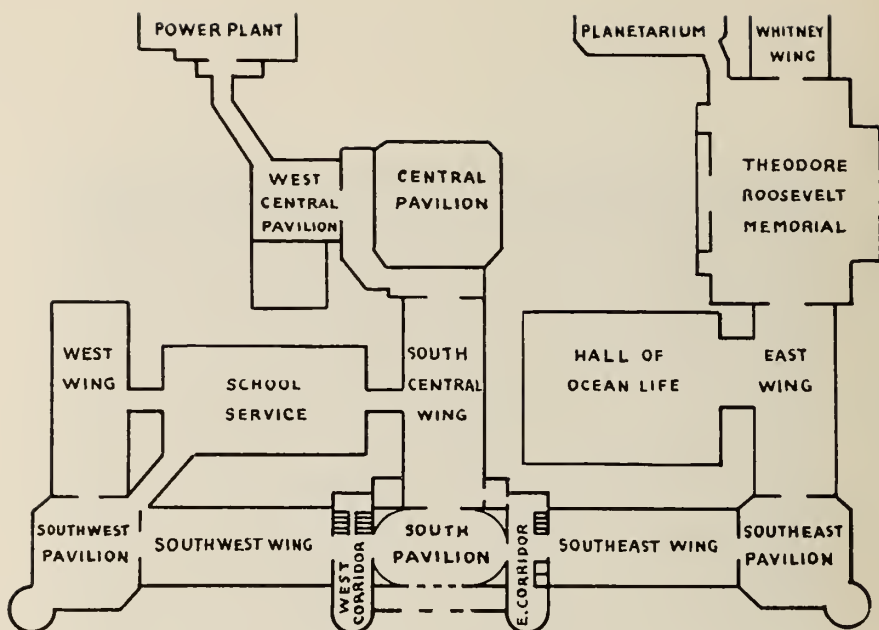 POWER PLANT
PLANETARIUM
WHITNEY
WING
WEST
CENTRAL
PAVILION
CENTRAL
PAVILION
THEODORE
ROOSEVELT
MEMORIAL
WEST
WING
SCHOOL
SERVICE
SOUTH
CENTRAL
WING
HALL OF
OCEAN LIFE
EAST
WING
SOUTHWEST
PAVILION
SOUTHWEST WING
WEST
CORRIDOR
SOUTH
PAVILION
E. CORRIDOR
SOUTHEAST WING
SOUTHEAST
PAVILION